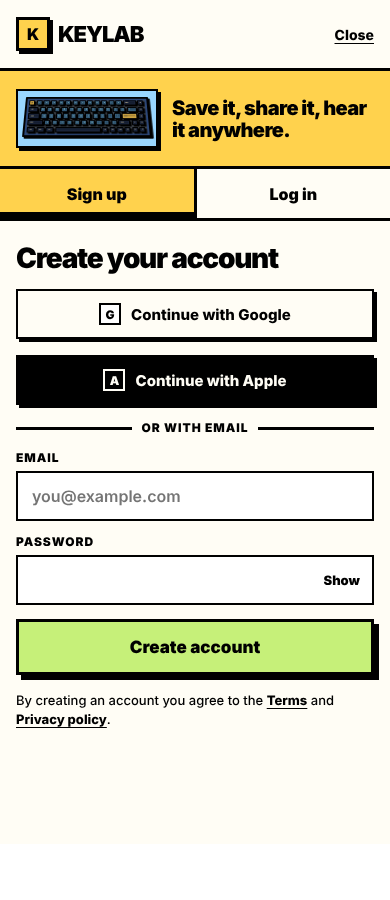 K KEYLAB
Close
Save it, share it, hear
it anywhere.
Sign up
Log in
Create your account
G Continue with Google
A Continue with Apple
OR WITH EMAIL
EMAIL
you@example.com
PASSWORD
Show
Create account
By creating an account you agree to the Terms and
Privacy policy.